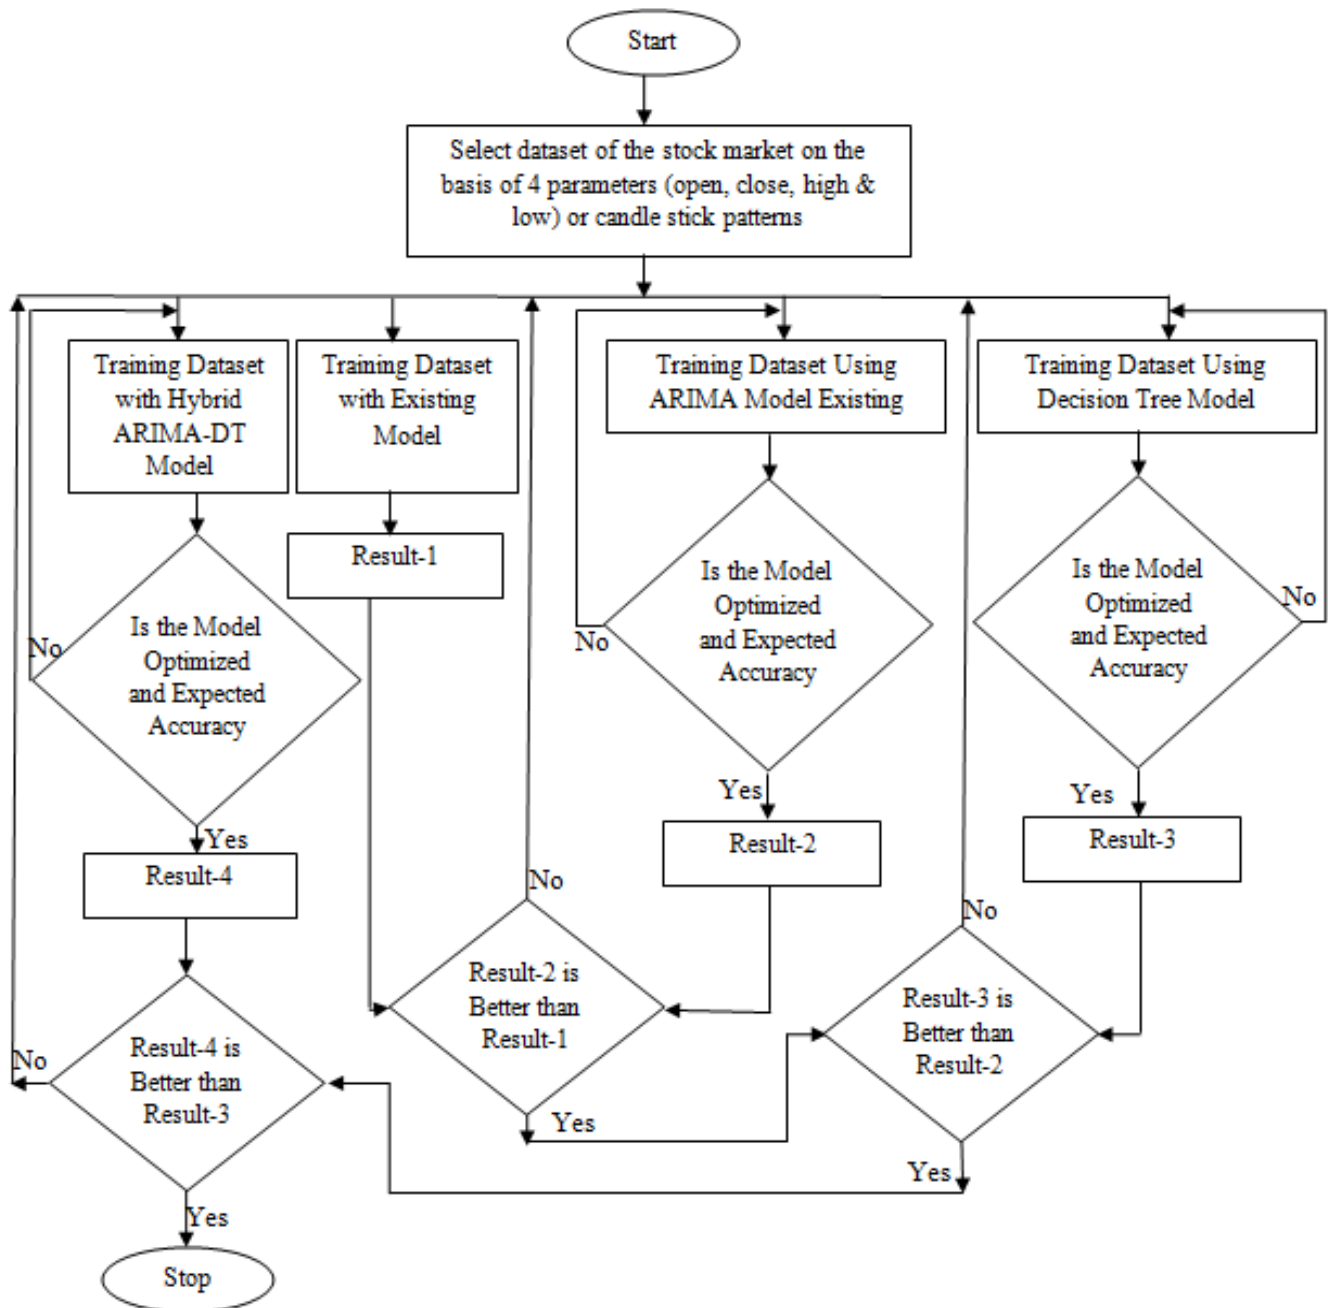 Start
Select dataset of the stock market on the
basis of 4 parameters (open, close, high &
low) or candle stick patterns
Training Dataset
with Hybrid
ARIMA-DT
Model
Training Dataset
with Existing
Model
Training Dataset Using
ARIMA Model Existing
Training Dataset Using
Decision Tree Model
Result-1
Is the Model
Optimized
and Expected
Accuracy
No
Is the Model
Optimized
and Expected
Accuracy
No
Is the Model
Optimized
and Expected
Accuracy
No
Yes
Yes
Yes
Result-4
Result-2
Result-3
No
No
Result-2 is
Better than
Result-1
Result-3 is
Better than
Result-2
Result-4 is
Better than
Result-3
No
Yes
Yes
Yes
Stop